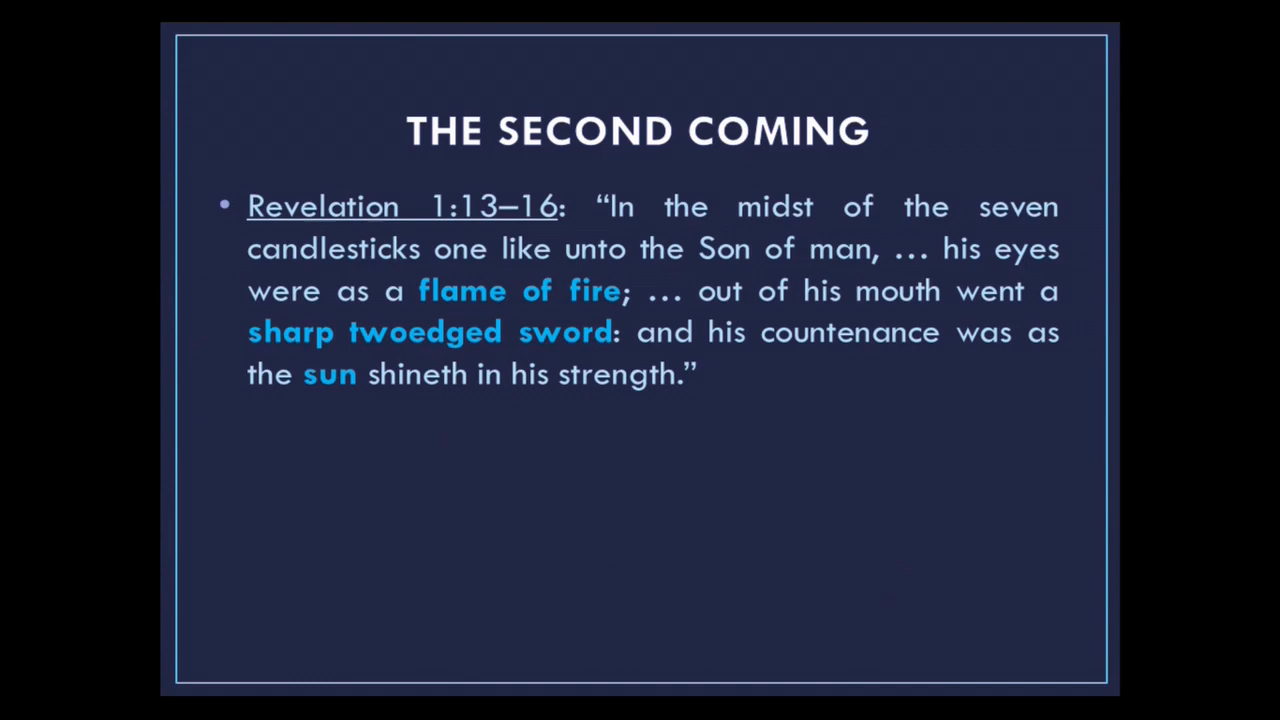 THE SECOND COMING
• Revelation 1:13–16: “In the midst of the seven
candlesticks one like unto the Son of man, … his eyes
were as a flame of fire; … out of his mouth went a
sharp twoedged sword: and his countenance was as
the sun shineth in his strength.”